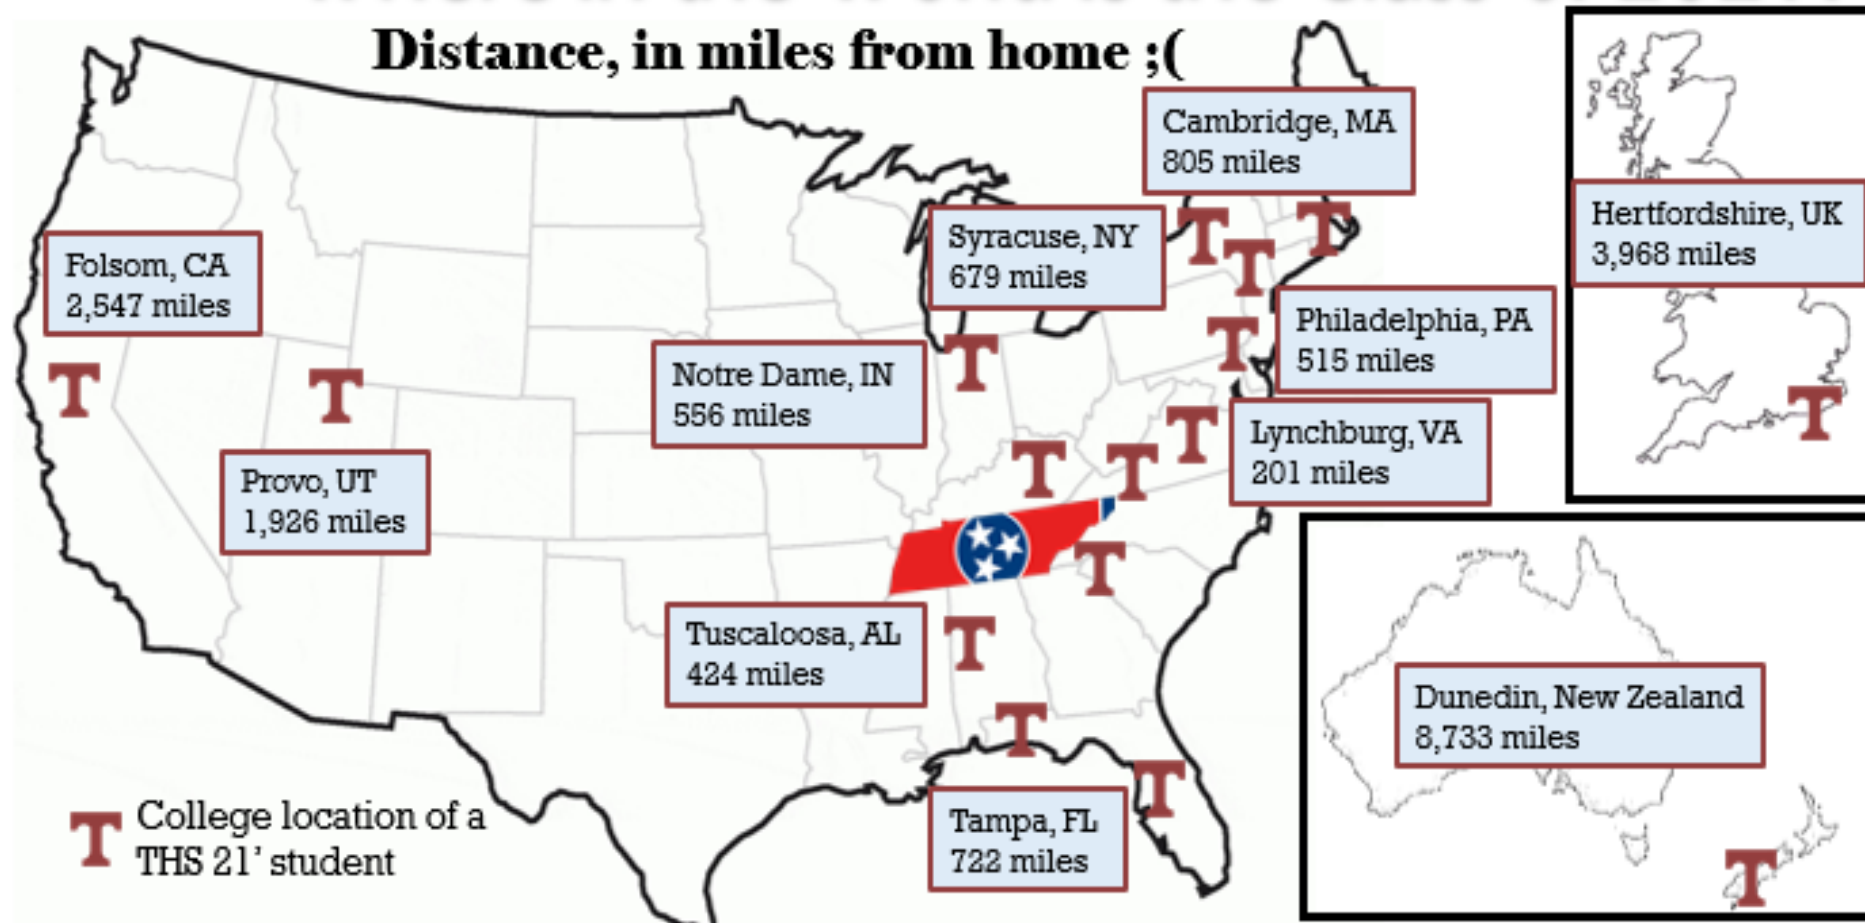 Distance, in miles from home ;(
Cambridge, MA
805 miles
Hertfordshire, UK
3,968 miles
Syracuse, NY
679 miles
Folsom, CA
2,547 miles
Philadelphia, PA
515 miles
Notre Dame, IN
556 miles
Lynchburg, VA
201 miles
Provo, UT
1,926 miles
Tuscaloosa, AL
424 miles
Dunedin, New Zealand
8,733 miles
Tampa, FL
722 miles
T College location of a
THS 21’ student